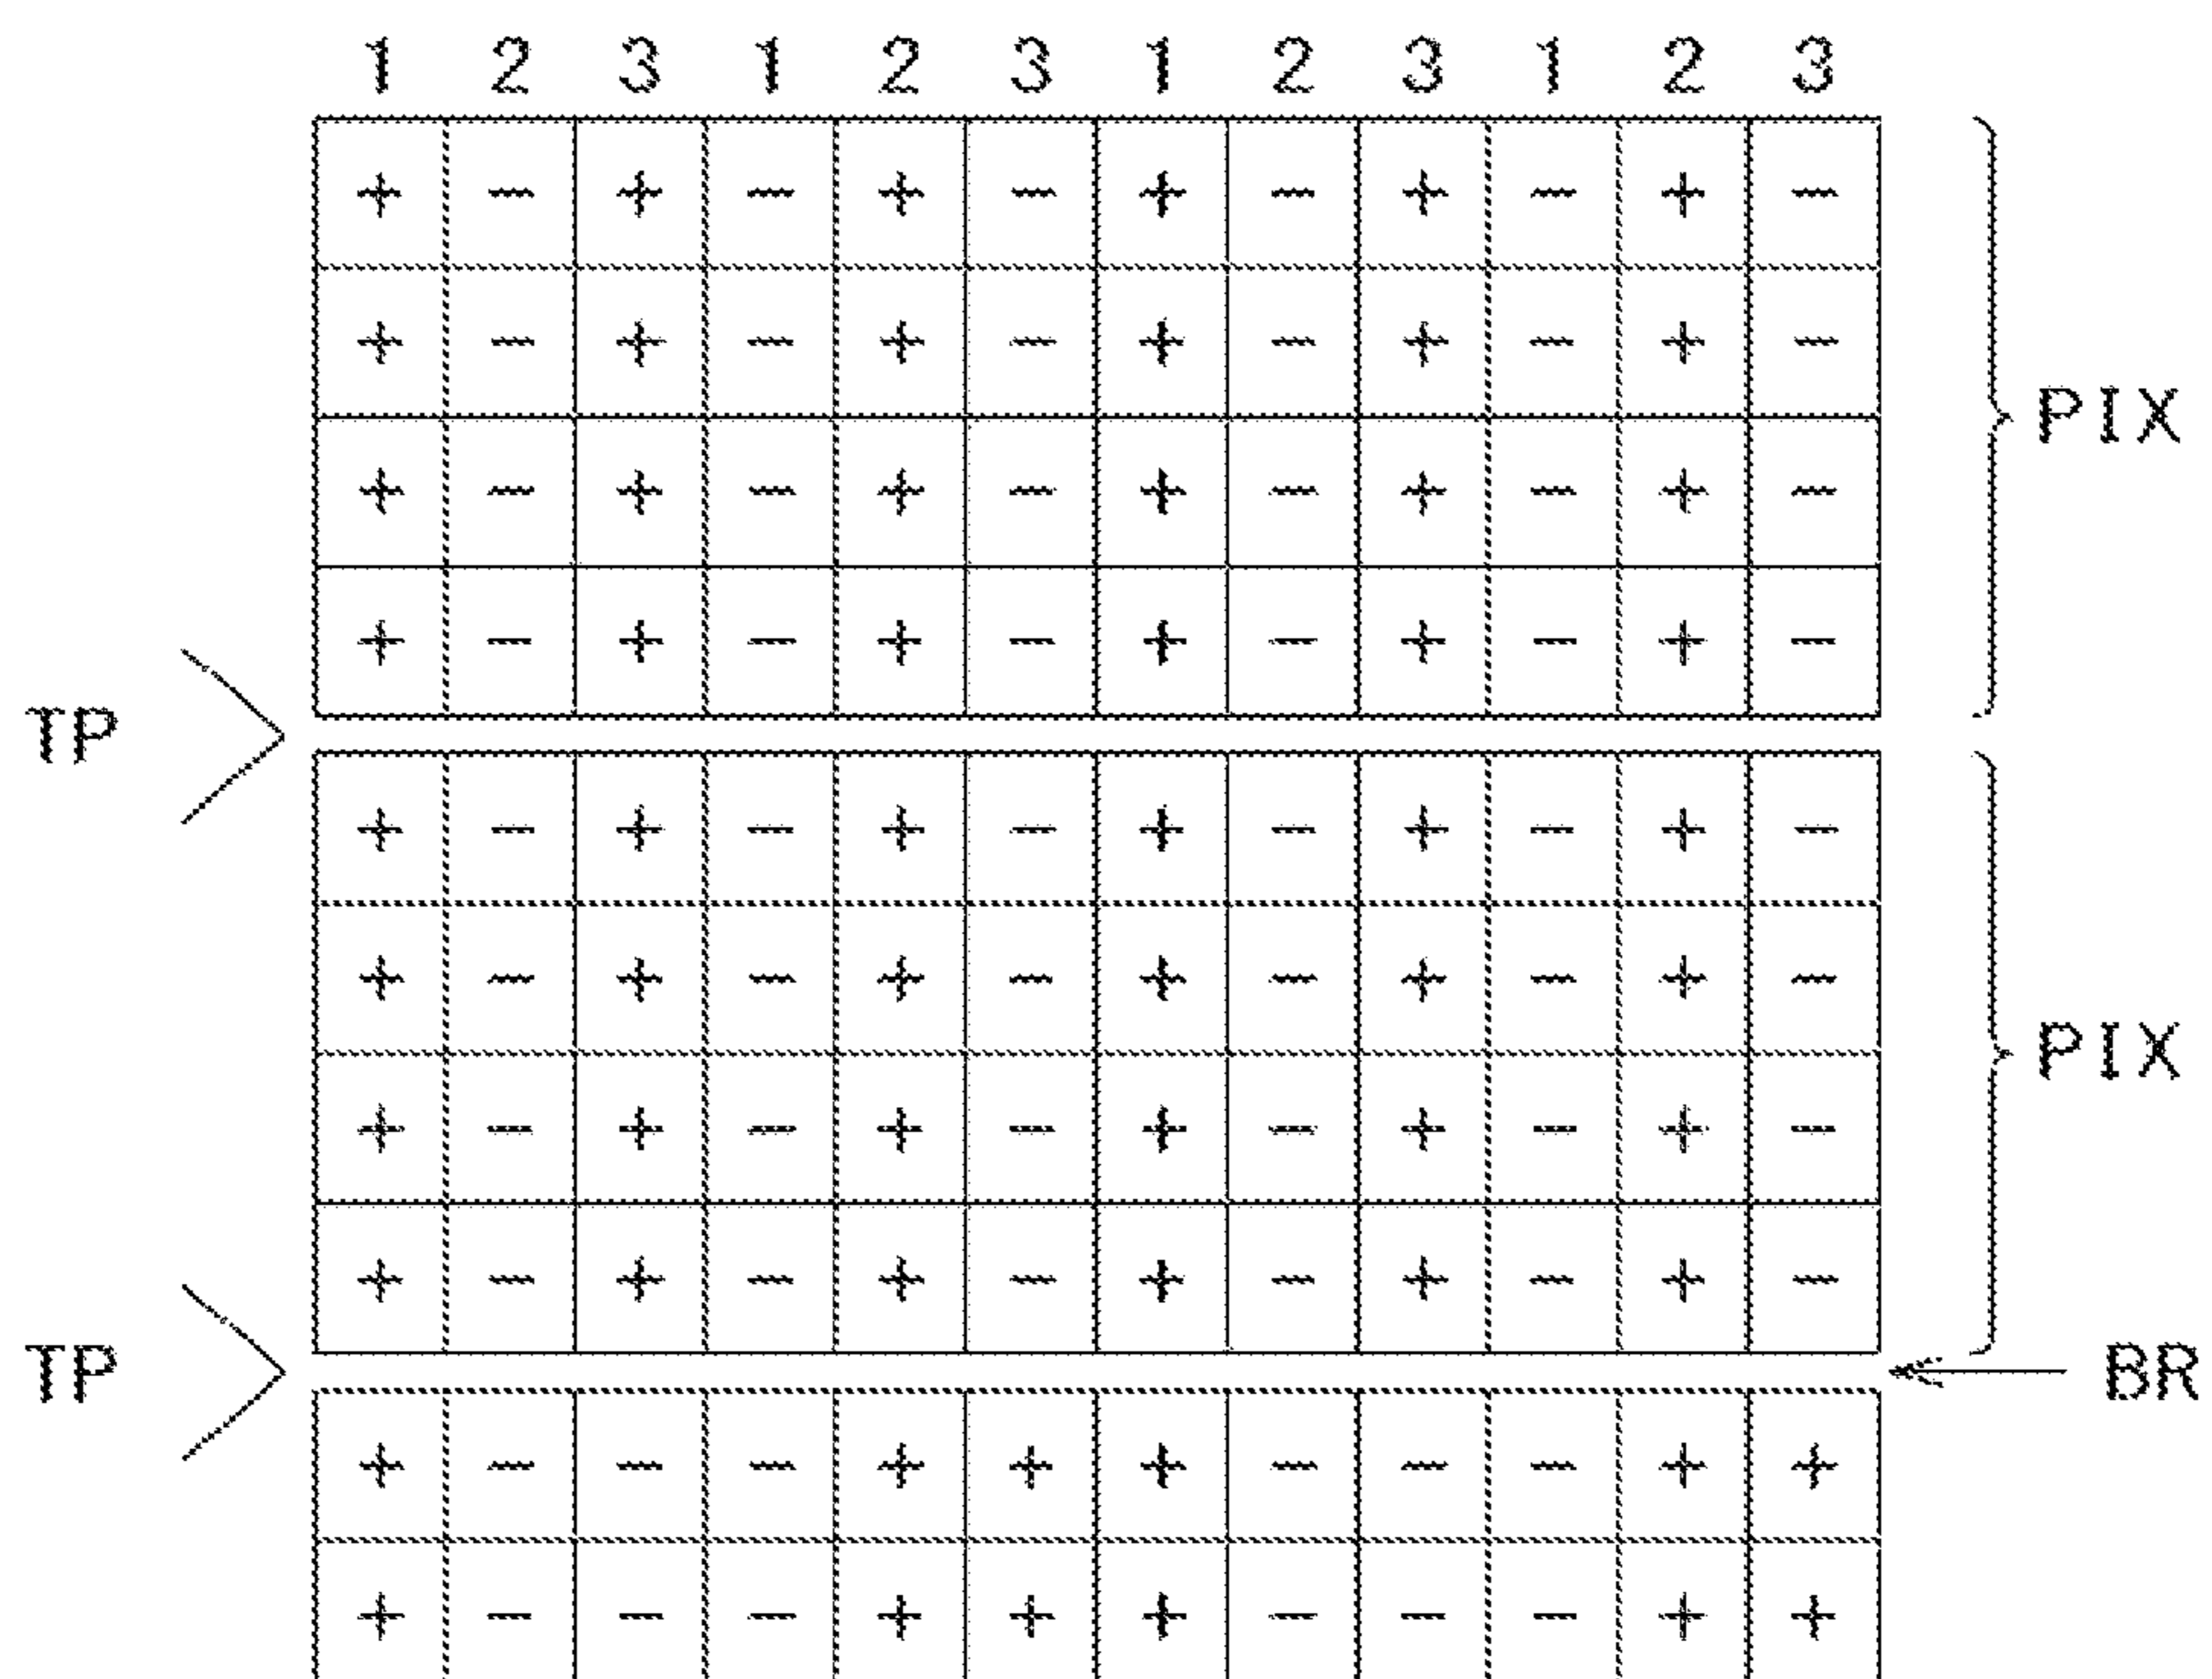 1 2 3 1 2 3 1 2 3 1 2 3
+ − + − + − + − + − + −
+ − + − + − + − + − + −
+ − + − + − + − + − + −
PIX
+ − + − + − + − + − + −
TP
+ − + − + − + − + − + −
+ − + − + − + − + − + −
PIX
+ − + − + − + − + − + −
+ − + − + − + − + − + −
TP
BR
+ − − − + + + − − − + +
+ − − − + + + − − − + +